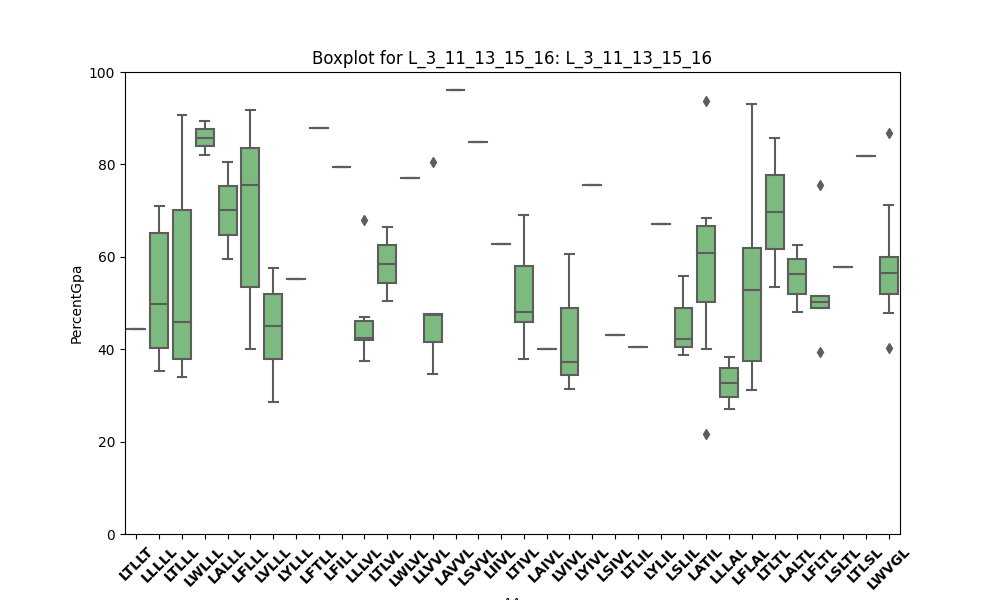 Boxplot for L_3_11_13_15_16: L_3_11_13_15_16
PercentGpa
100
80
60
40
20
0
LTLLT LLLLL LTLLL LWLLL LALLL LFLLL LVLLL LYLLL LFTLL LFILL LLLVL LTLVL LWLVL LLVVL LAVVL LSVVL LIIVL LTIVL LAIVL LVIVL LYIVL LSIVL LTLIL LYLIL LSLIL LATIL LLLAL LFLAL LTLTL LALTL LFLTL LSLTL LTLSL LWVGL